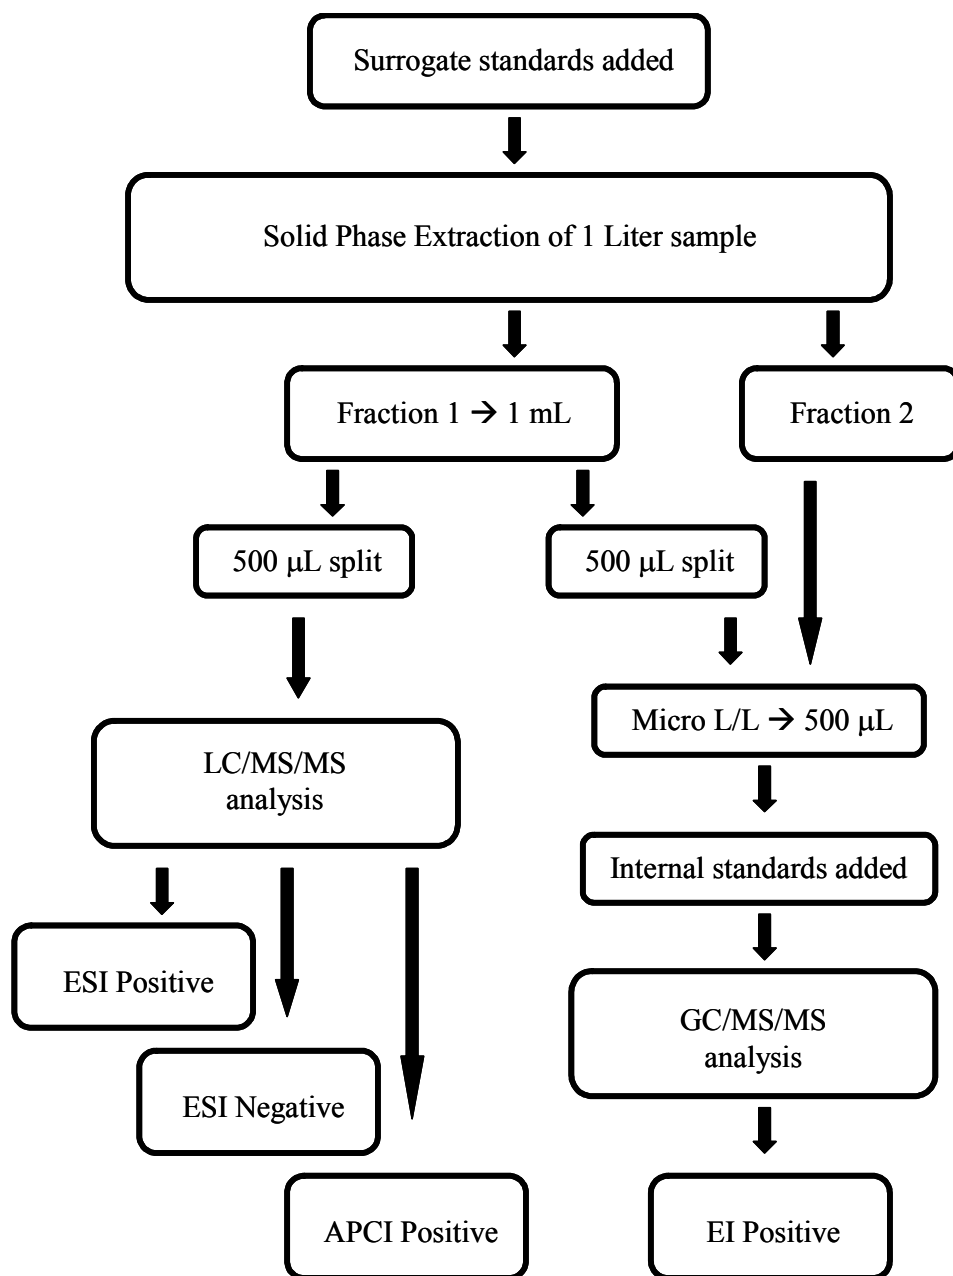 Surrogate standards added
Solid Phase Extraction of 1 Liter sample
Fraction 1 → 1 mL
Fraction 2
500 μL split
500 μL split
Micro L/L → 500 μL
LC/MS/MS
analysis
Internal standards added
ESI Positive
GC/MS/MS
analysis
ESI Negative
APCI Positive
EI Positive